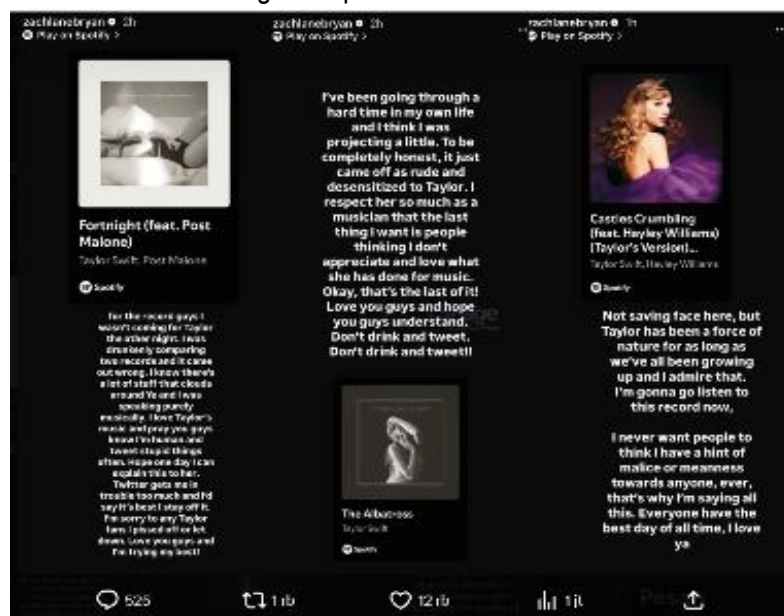 zachlanebryan 2h
Play on Spotify >
Fortnight (feat. Post
Malone)
Taylor Swift, Post Malone
Spotify
for the record guys I
wasn't coming for Taylor
the other night. I was
drunkenly comparing
two records and it came
out wrong. I know there's
a lot of stuff that clouds
around Ye and I was
speaking purely
musically. I love Taylor's
music and pray you guys
know I'm human and
tweet stupid things
often. Hope one day I can
explain this to her.
Twitter gets me in
trouble too much and I'd
say it's best I stay off it.
I'm sorry to any Taylor
fans I pissed off or let
down. Love you guys and
I'm trying my best!
zachlanebryan 2h
Play on Spotify >
I've been going through a
hard time in my own life
and I think I was
projecting a little. To be
completely honest, it just
came off as rude and
desensitized to Taylor. I
respect her so much as a
musician that the last
thing I want is people
thinking I don't
appreciate and love what
she has done for music.
Okay, that's the last of it!
Love you guys and hope
you guys understand.
Don't drink and tweet.
Don't drink and tweet!!
The Albatross
Taylor Swift
Spotify
zachlanebryan 1h
Play on Spotify >
Castles Crumbling
(feat. Hayley Williams)
(Taylor's Version)...
Taylor Swift, Hayley Williams
Spotify
Not saving face here, but
Taylor has been a force of
nature for as long as
we've all been growing
up and I admire that.
I'm gonna go listen to
this record now,
I never want people to
think I have a hint of
malice or meanness
towards anyone, ever,
that's why I'm saying all
this. Everyone have the
best day of all time, I love
ya
525 1 rb 12 rb 1 jt